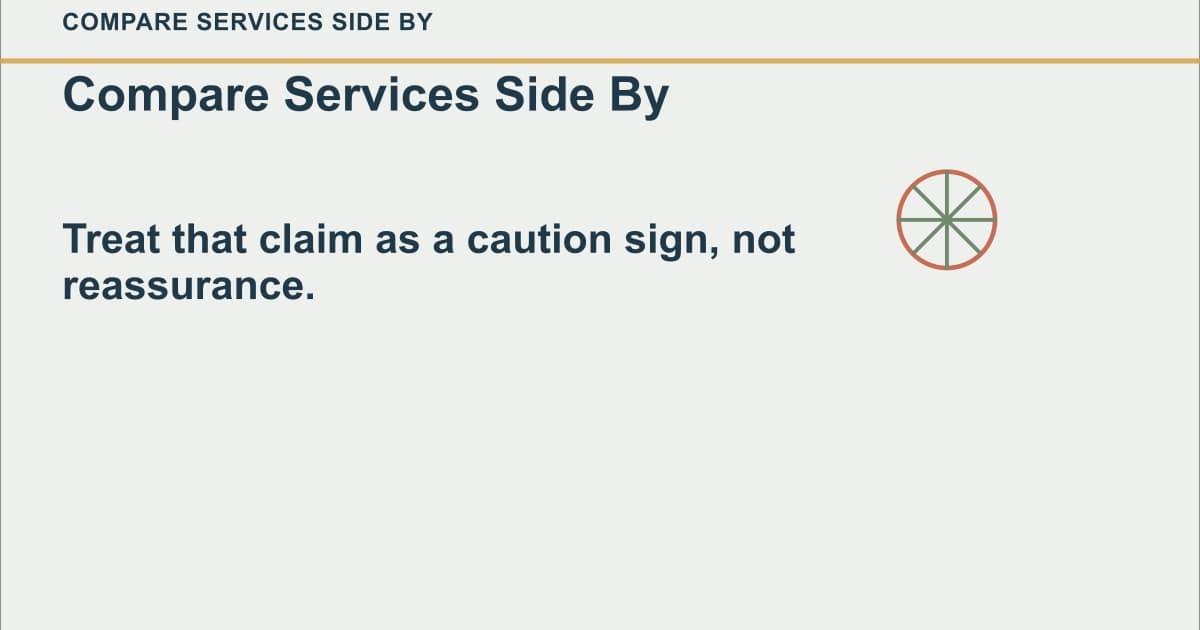 COMPARE SERVICES SIDE BY
Compare Services Side By
Treat that claim as a caution sign, not
reassurance.